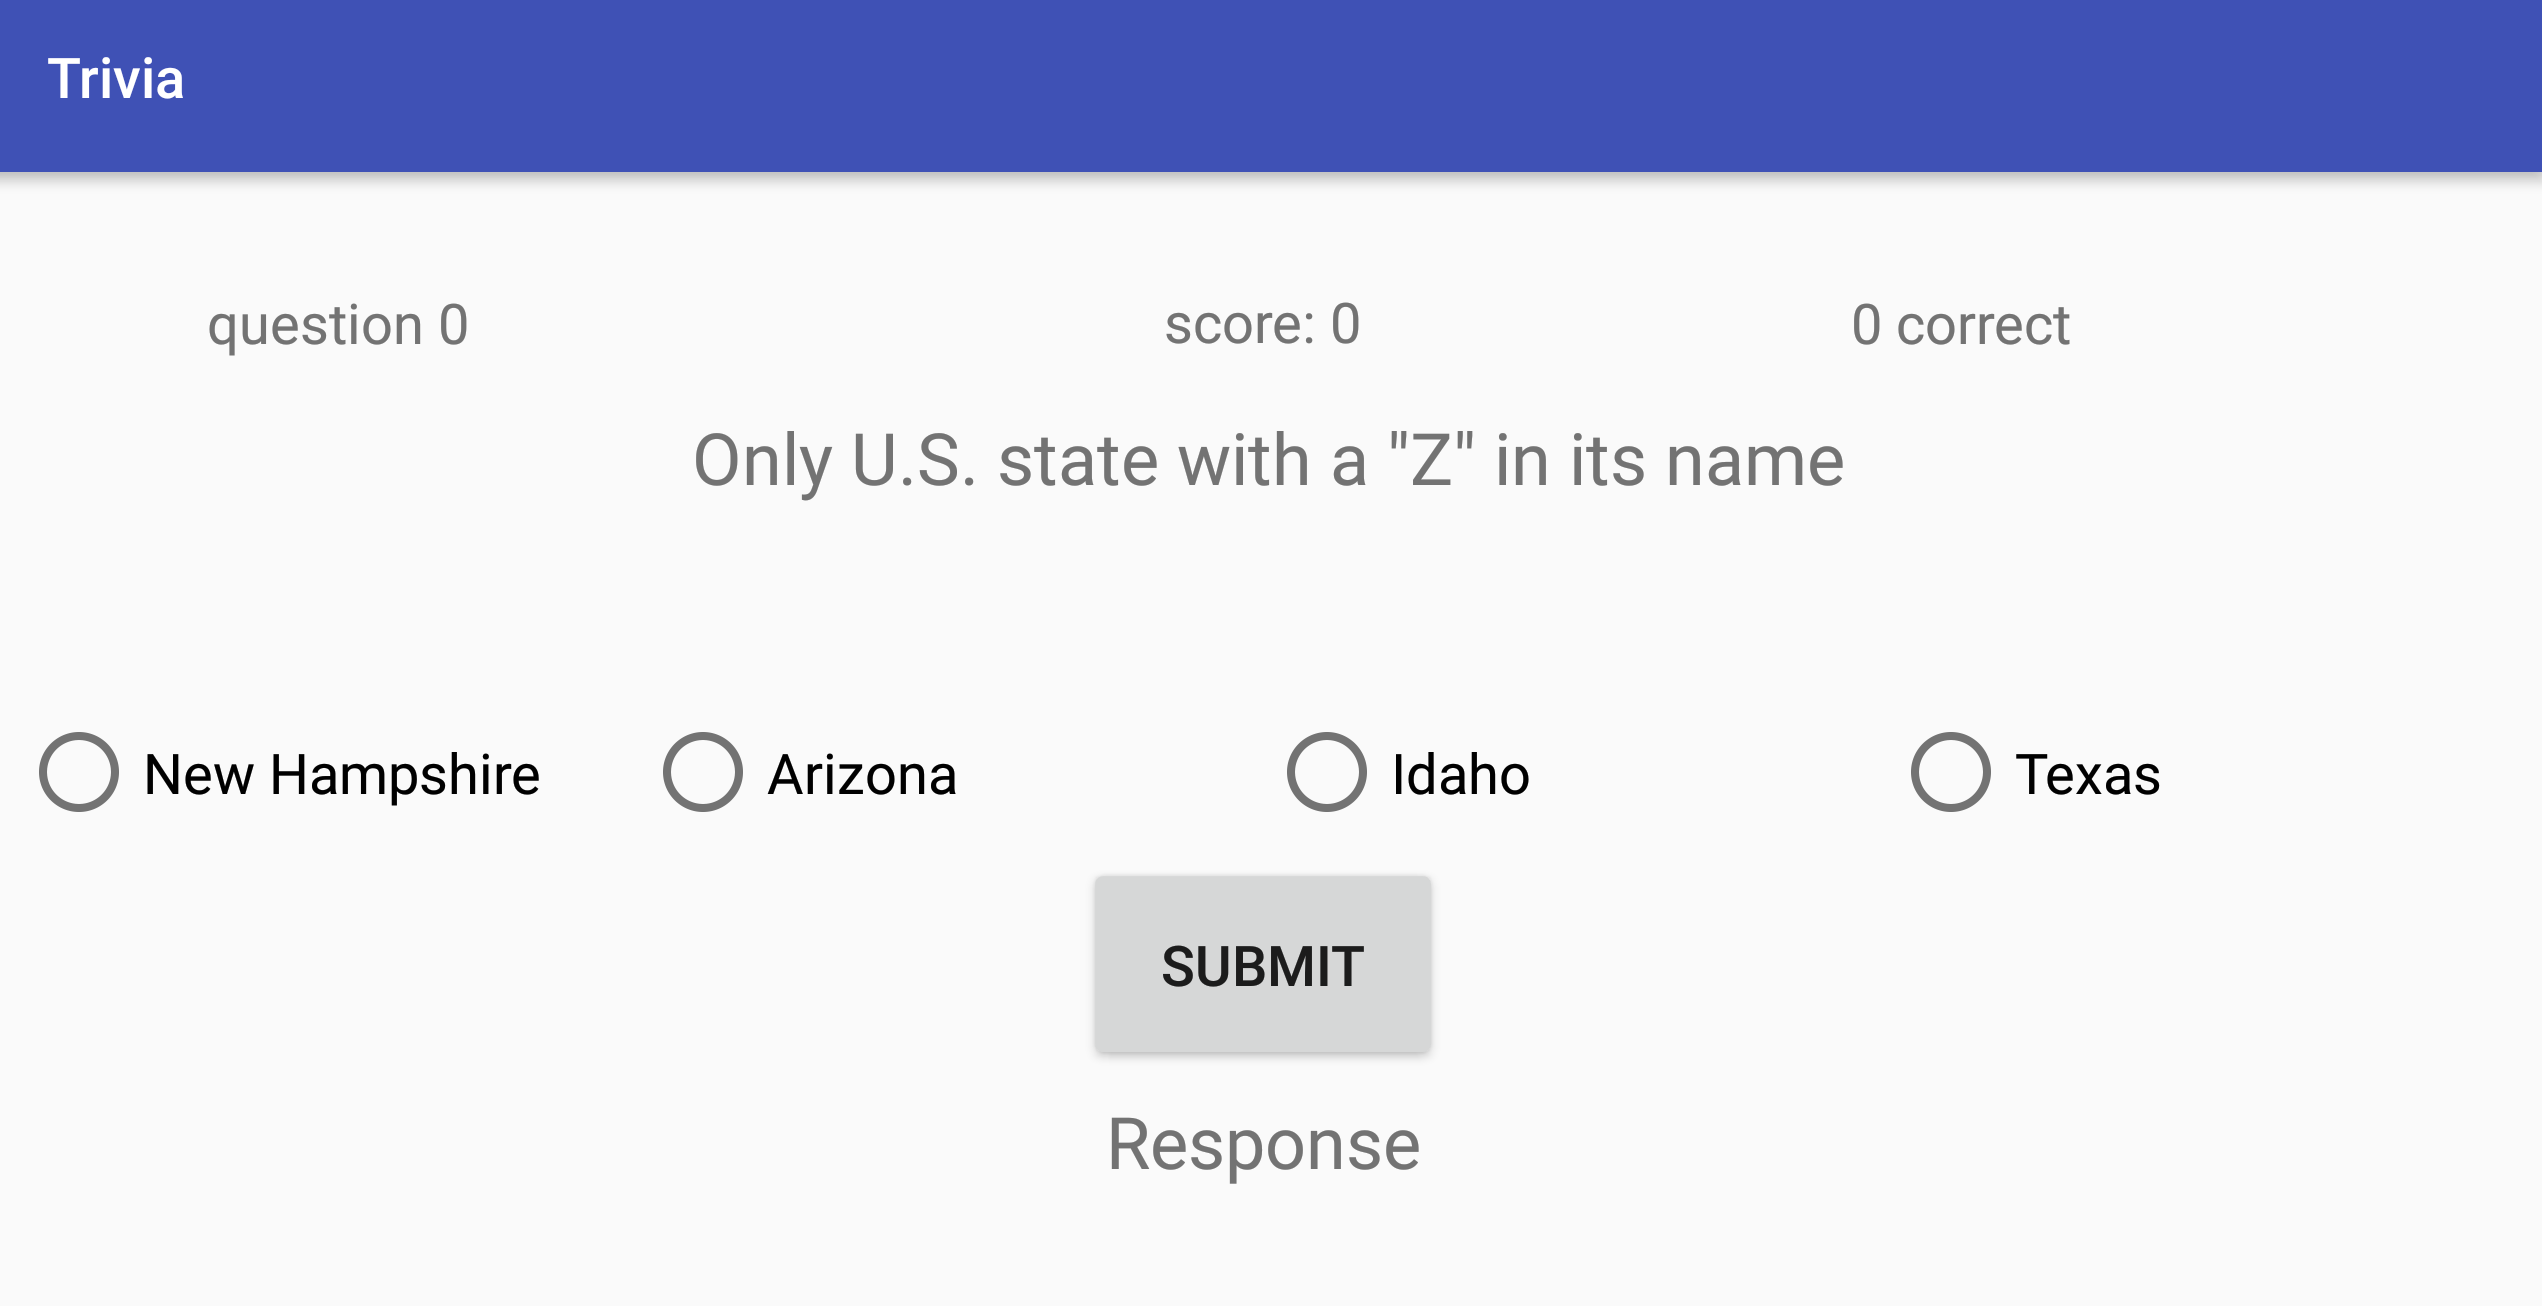 Trivia
question 0 score: 0 0 correct
Only U.S. state with a "Z" in its name
New Hampshire Arizona Idaho Texas
SUBMIT
Response